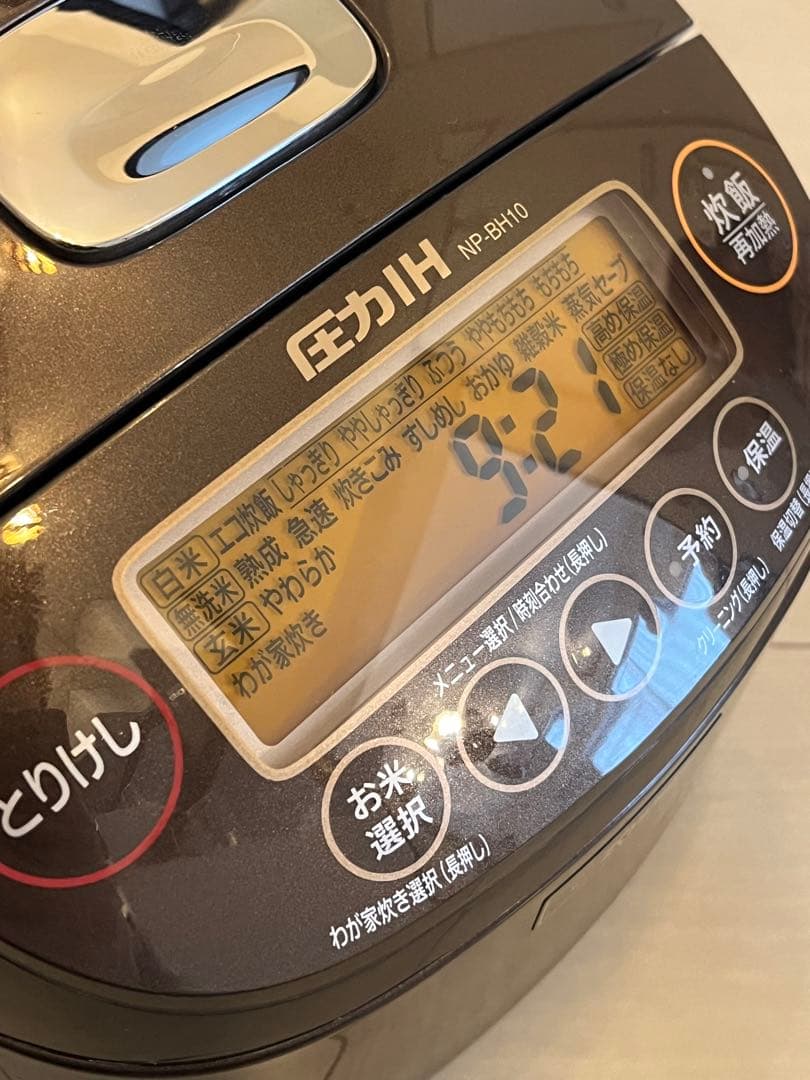 圧力IH NP-BH10
炊飯
再加熱
白米 エコ炊飯 しゃっきり ややしゃっきり ふつう ややもちもち もちもち
無洗米 熟成 急速 炊きこみ すしめし おかゆ 雑穀米 蒸気セーブ
玄米 やわらか
わが家炊き
9:21
高め保温
極め保温
保温なし
とりけし
お米
選択
わが家炊き選択(長押し)
メニュー選択/時刻合わせ(長押し)
予約
クリーニング(長押し)
保温
保温切替(長